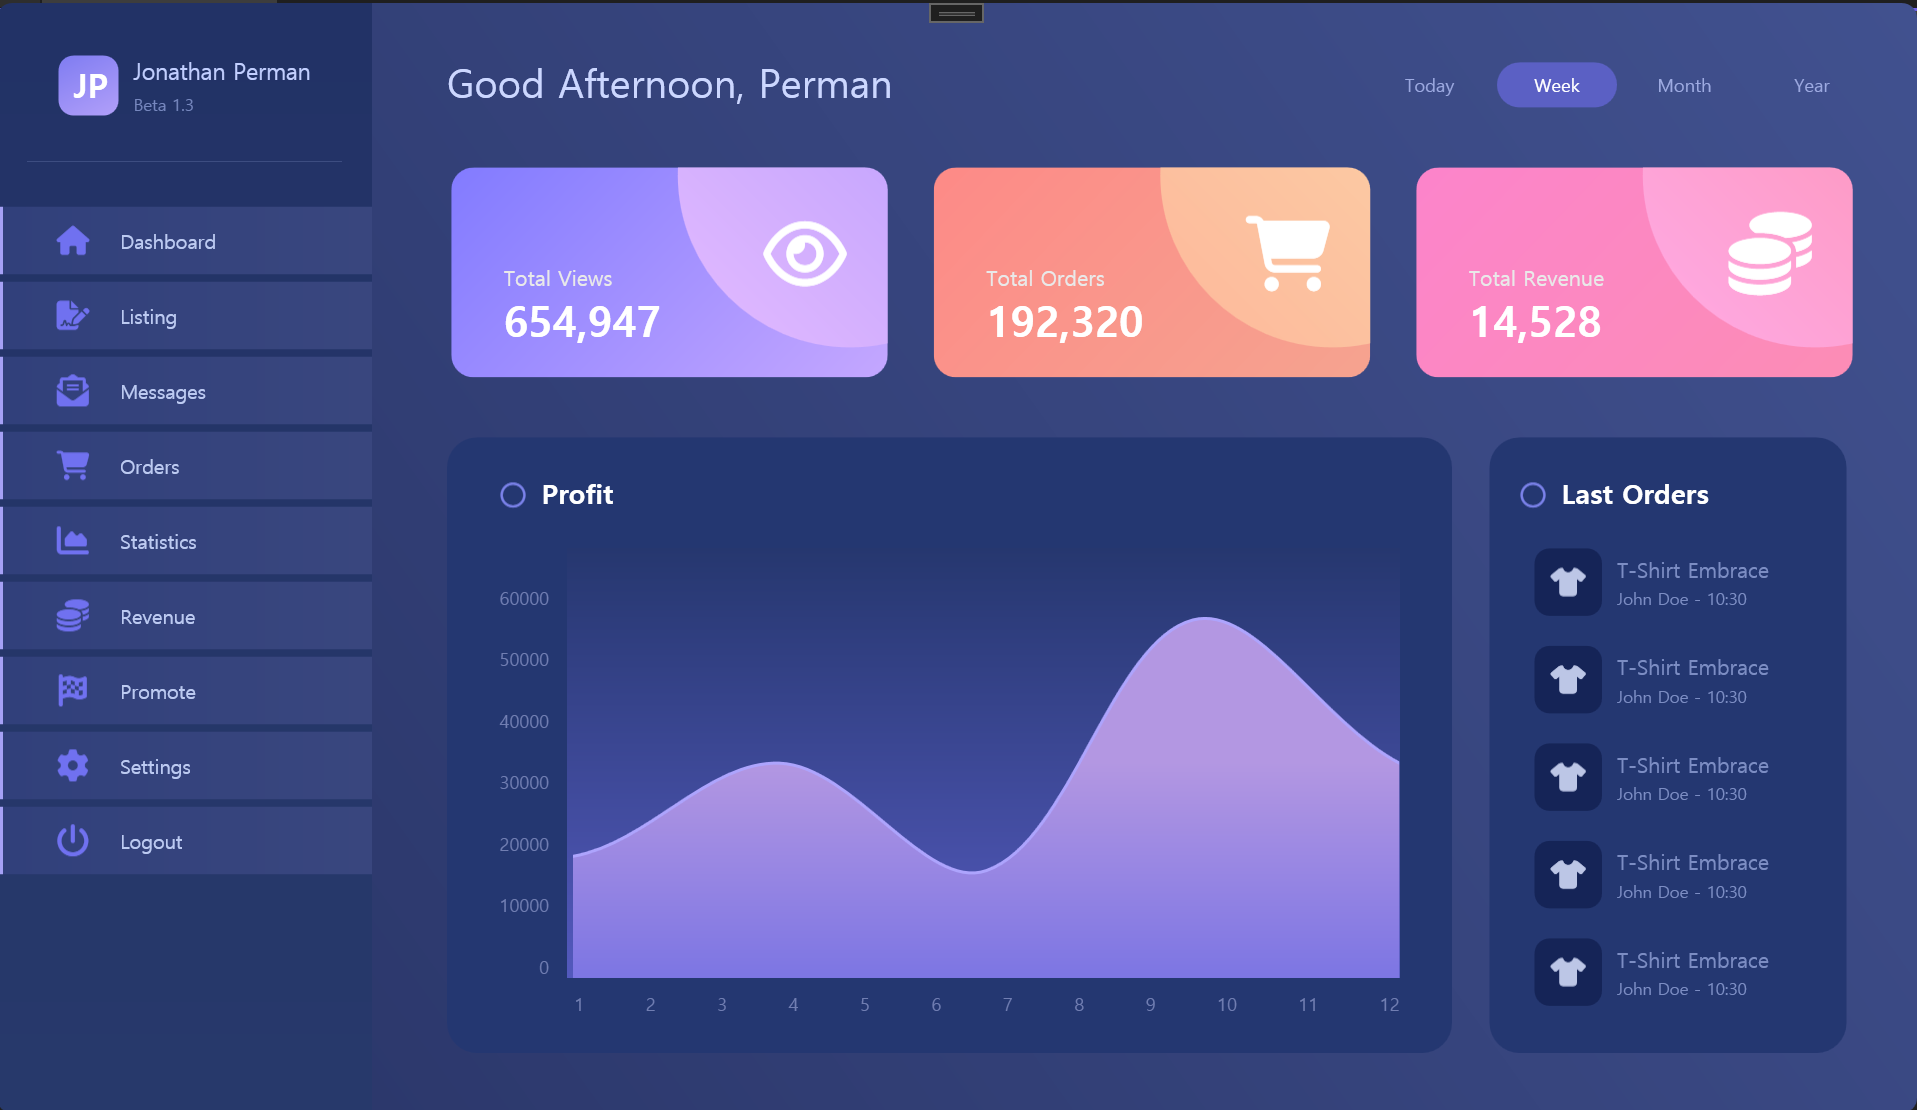 JP
Jonathan Perman
Beta 1.3
Dashboard
Listing
Messages
Orders
Statistics
Revenue
Promote
Settings
Logout
Good Afternoon, Perman
Today
Week
Month
Year
Total Views
654,947
Total Orders
192,320
Total Revenue
14,528
Profit
60000
50000
40000
30000
20000
10000
0
1 2 3 4 5 6 7 8 9 10 11 12
Last Orders
T-Shirt Embrace
John Doe - 10:30
T-Shirt Embrace
John Doe - 10:30
T-Shirt Embrace
John Doe - 10:30
T-Shirt Embrace
John Doe - 10:30
T-Shirt Embrace
John Doe - 10:30